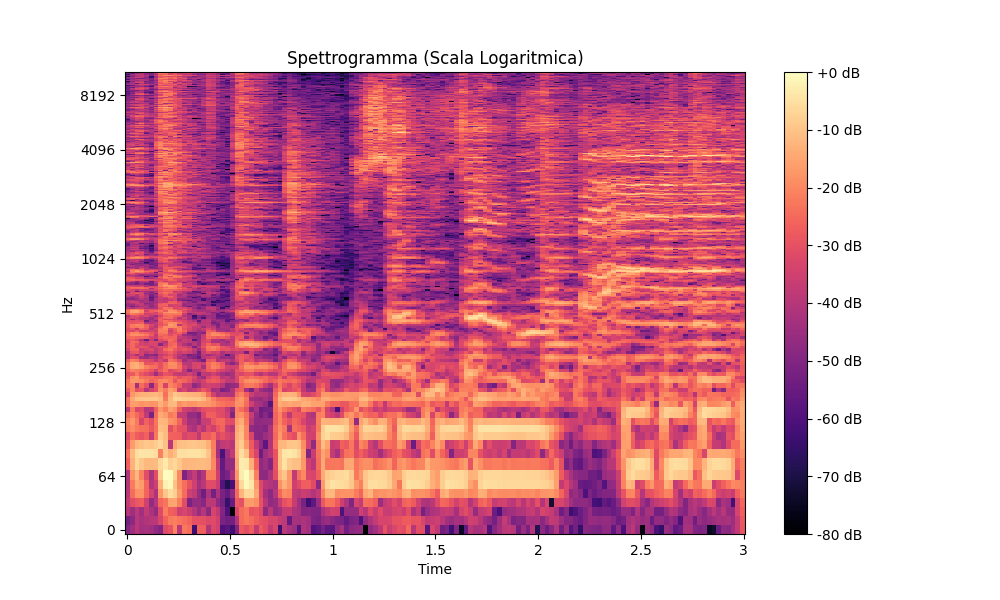 Spettrogramma (Scala Logaritmica)
8192
4096
2048
1024
512
256
128
64
0
Hz
0
0.5
1
1.5
2
2.5
3
Time
+0 dB
-10 dB
-20 dB
-30 dB
-40 dB
-50 dB
-60 dB
-70 dB
-80 dB